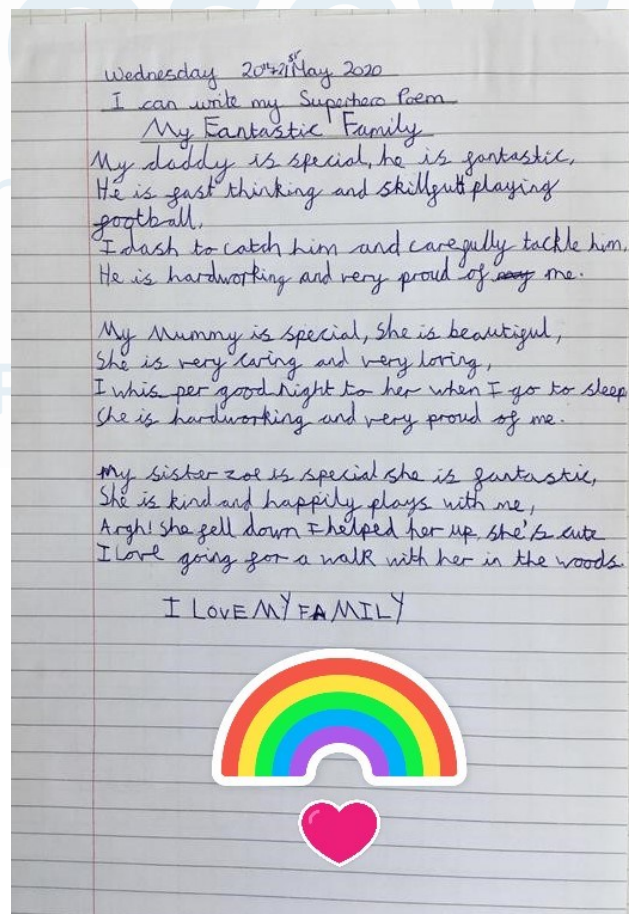 Wednesday 20th+21st May 2020
I can write my Superhero Poem
My Fantastic Family
My daddy is special, he is fantastic,
He is fast thinking and skillfull playing
football.
I dash to catch him and carefully tackle him,
He is hardworking and very proud of me.
My Mummy is special, she is beautiful,
She is very caring and very loving,
I whisper good night to her when I go to sleep
She is hardworking and very proud of me.
My sister Zoe is special she is fantastic,
She is kind and happily plays with me,
Argh! She fell down I helped her up, she's cute
I Love going for a walk with her in the woods.
I LOVE MY FAMILY